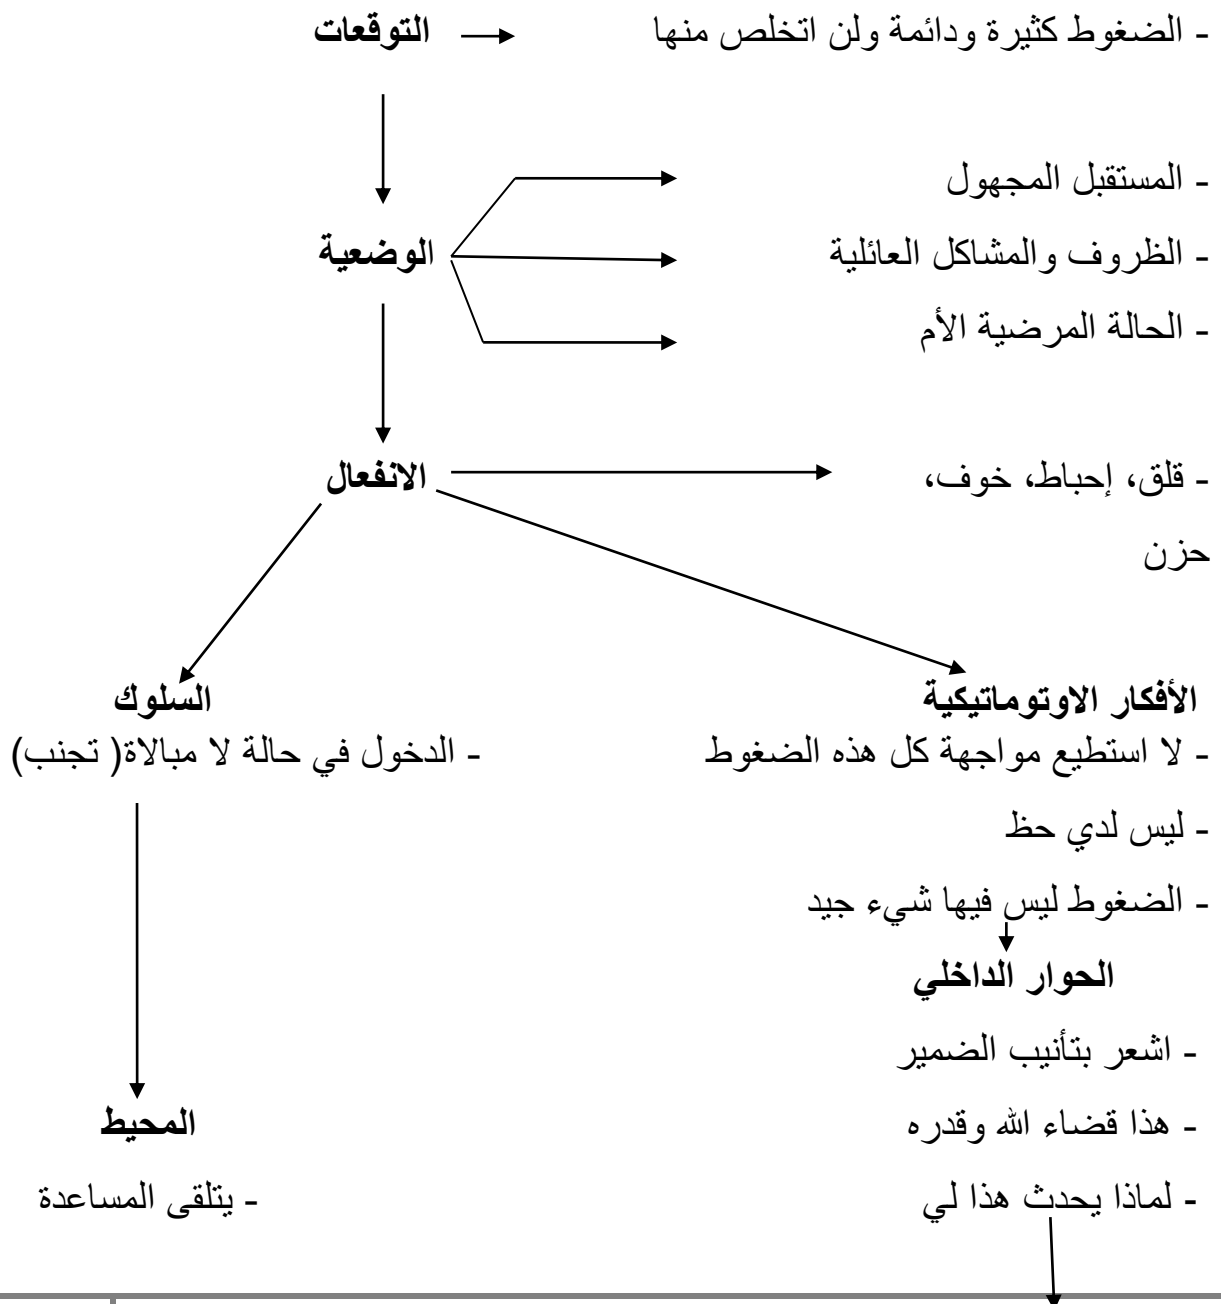 التوقعات - الضغوط كثيرة ودائمة ولن اتخلص منها
- المستقبل المجهول
الوضعية - الظروف والمشاكل العائلية
- الحالة المرضية الأم
الانفعال - قلق، إحباط، خوف،
حزن
الأفكار الاوتوماتيكية السلوك
- لا استطيع مواجهة كل هذه الضغوط - الدخول في حالة لا مبالاة( تجنب)
- ليس لدي حظ
- الضغوط ليس فيها شيء جيد
الحوار الداخلي
- اشعر بتأنيب الضمير
- هذا قضاء الله وقدره المحيط
- لماذا يحدث هذا لي - يتلقى المساعدة